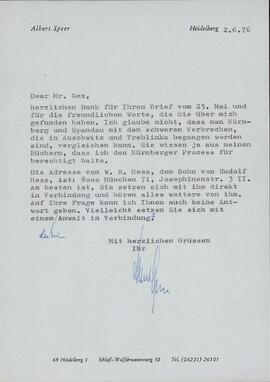 Albert Speer
Heidelberg 2.6.76
Dear Mr. Gex,
herzlichen Dank für Ihren Brief vom 25. Mai und
für die freundlichen Worte, die Sie über mich
gefunden haben. Ich glaube nicht, dass man Nürn-
berg und Spandau mit den schweren Verbrechen,
die in Auschwitz und Treblinka begangen worden
sind, vergleichen kann. Sie wissen ja aus meinen
Büchern, dass ich den Nürnberger Prozess für
berechtigt halte.
Die Adresse von W. R. Hess, dem Sohn von Rudolf
Hess, ist: 8000 München 71, Josephinenstr. 3 II.
Am besten ist, Sie setzen sich mit ihm direkt
in Verbindung und hören alles weitere von ihm.
Auf Ihre Frage kann ich Ihnen auch keine Ant-
wort geben. Vielleicht setzen Sie sich mit
einem/Anwalt in Verbindung?
Mit herzlichen Grüssen
Ihr
69 Heidelberg 1 Schloß-Wolfsbrunnenweg 50 Tel. (06221) 26501